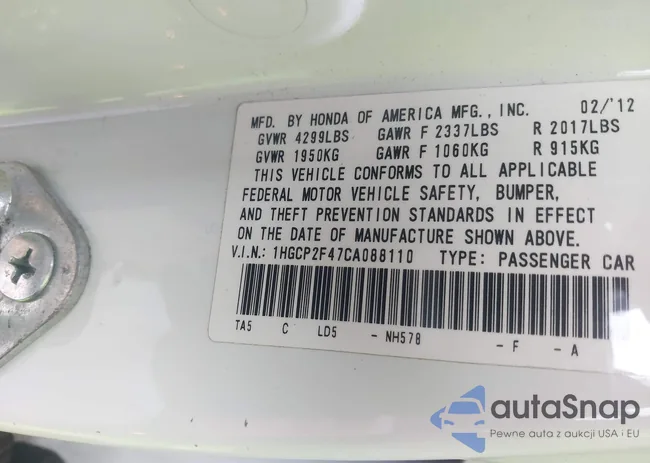 MFD. BY HONDA OF AMERICA MFG., INC. 02/'12
GVWR 4299LBS GAWR F 2337LBS R 2017LBS
GVWR 1950KG GAWR F 1060KG R 915KG
THIS VEHICLE CONFORMS TO ALL APPLICABLE
FEDERAL MOTOR VEHICLE SAFETY, BUMPER,
AND THEFT PREVENTION STANDARDS IN EFFECT
ON THE DATE OF MANUFACTURE SHOWN ABOVE.
V.I.N.: 1HGCP2F47CA088110 TYPE: PASSENGER CAR
TA5 C LD5 - NH578 - F - A
autaSnap
Pewne auta z aukcji USA i EU